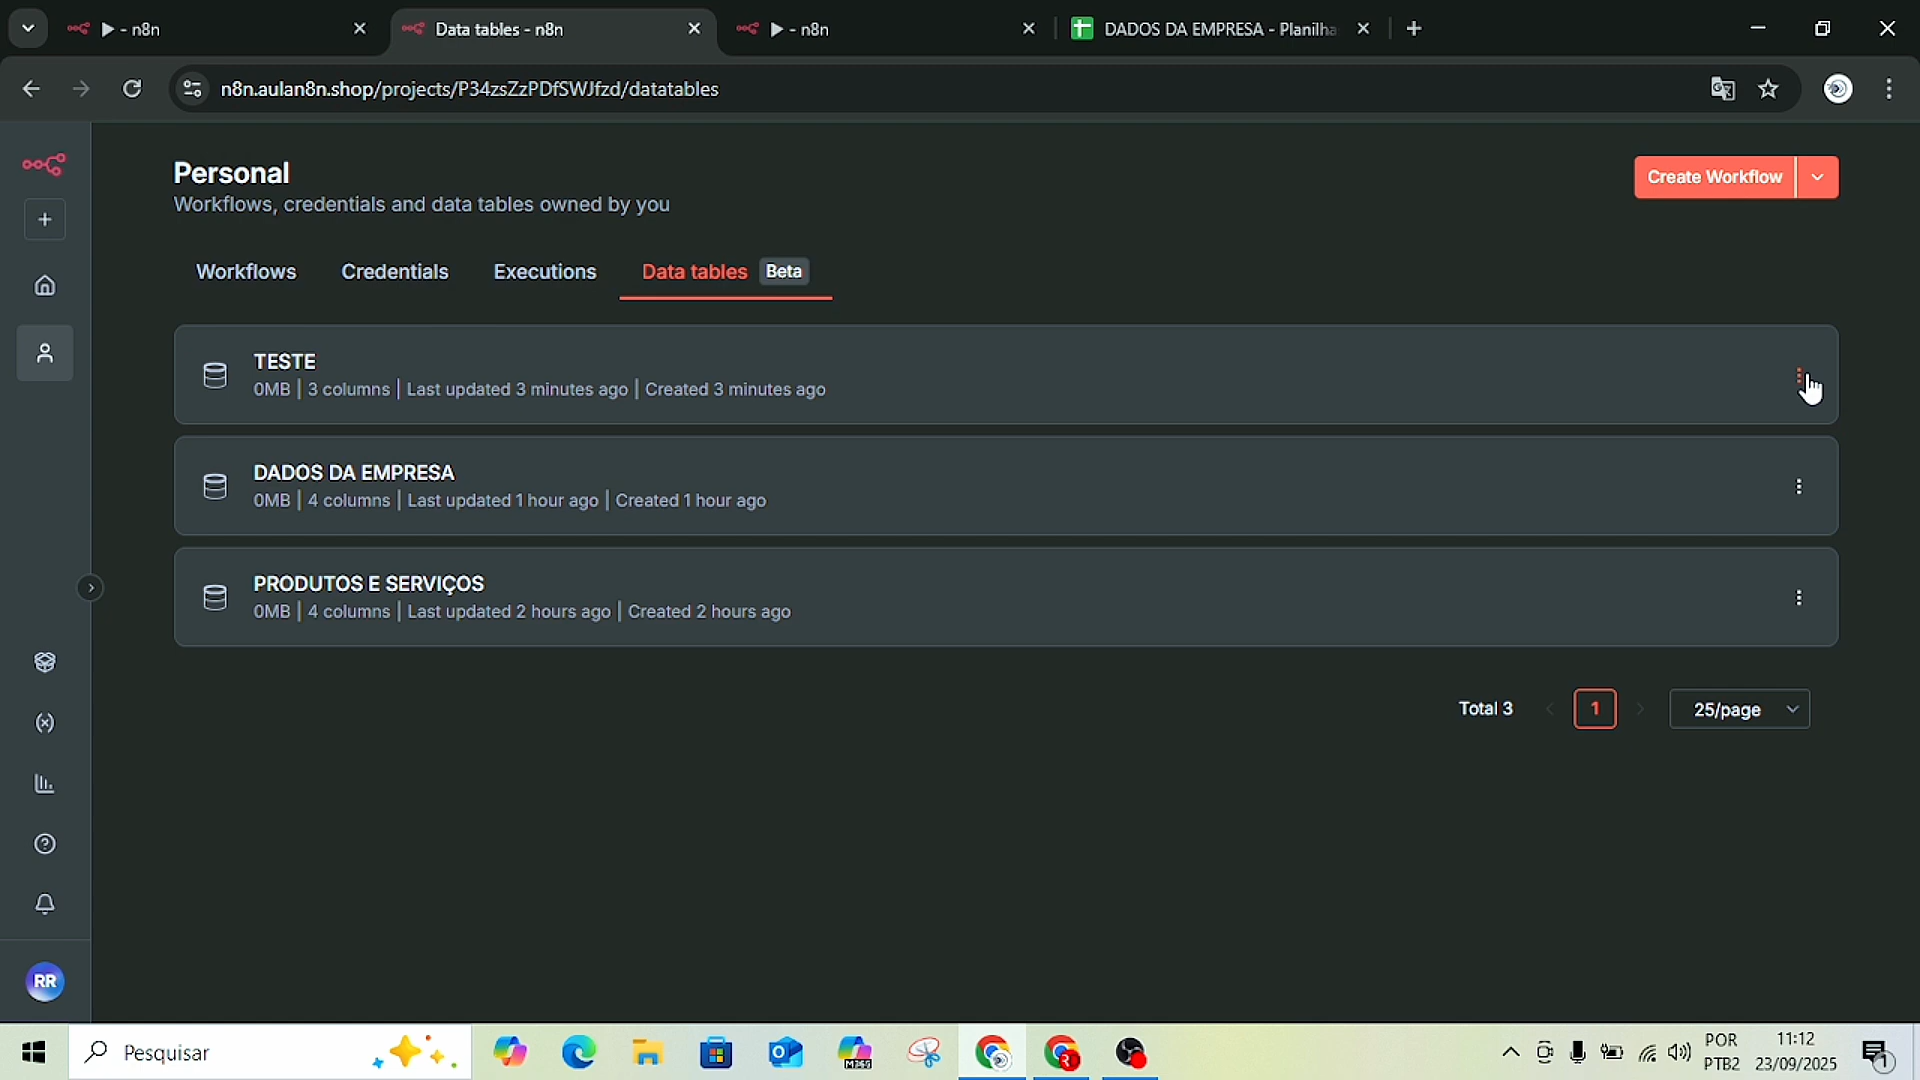 ▶ - n8n
Data tables - n8n
▶ - n8n
DADOS DA EMPRESA - Planilha
n8n.aulan8n.shop/projects/P34zsZzPDfSWJfzd/datatables
Personal
Workflows, credentials and data tables owned by you
Create Workflow
Workflows
Credentials
Executions
Data tables
Beta
TESTE
0MB | 3 columns | Last updated 3 minutes ago | Created 3 minutes ago
DADOS DA EMPRESA
0MB | 4 columns | Last updated 1 hour ago | Created 1 hour ago
PRODUTOS E SERVIÇOS
0MB | 4 columns | Last updated 2 hours ago | Created 2 hours ago
Total 3
1
25/page
RR
Pesquisar
M365
R
POR
PTB2
11:12
23/09/2025
1